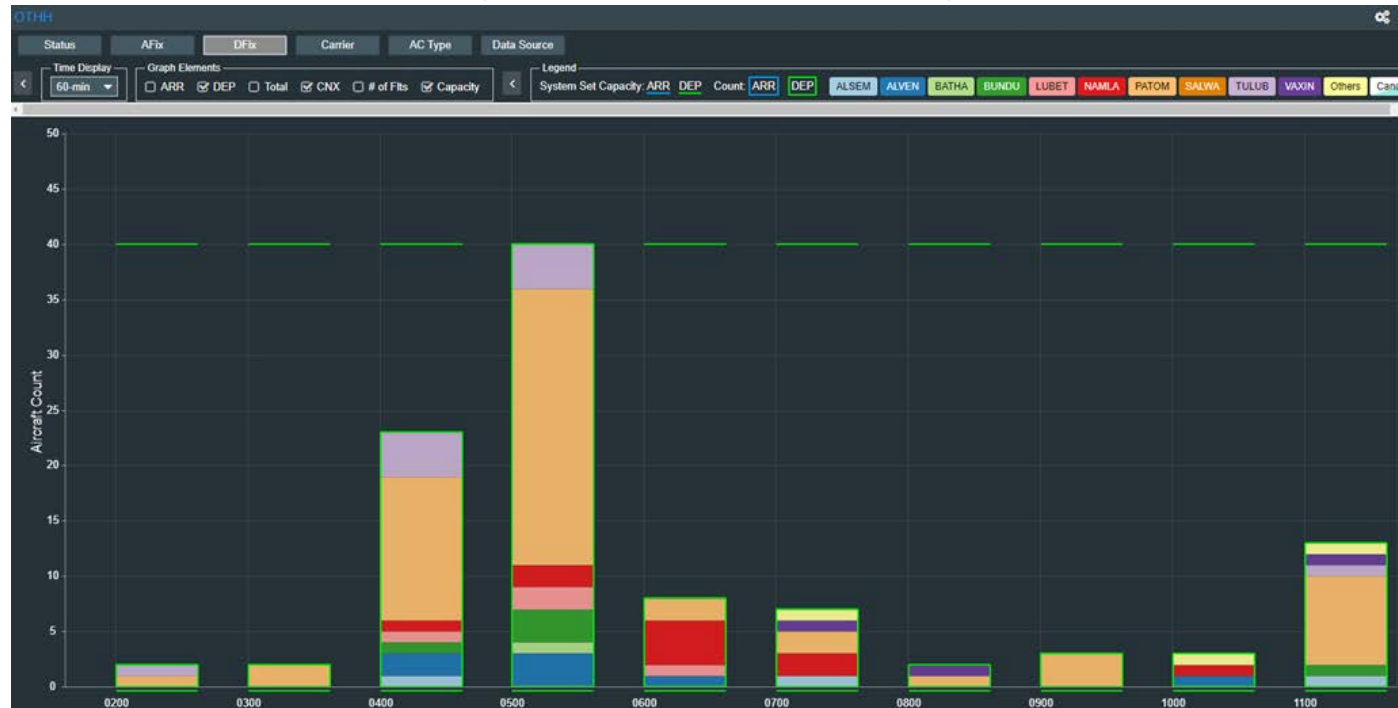 OTHH
Status AFix DFix Carrier AC Type Data Source
Time Display Graph Elements Legend
60-min ARR DEP Total CNX # of Flts Capacity System Set Capacity: ARR DEP Count: ARR DEP ALSEM ALVEN BATHA BUNDU LUBET NAMLA PATOM SALWA TULUB VAXIN Others Canc
50
45
40
35
30
25
20
15
10
5
0
Aircraft Count
0200 0300 0400 0500 0600 0700 0800 0900 1000 1100